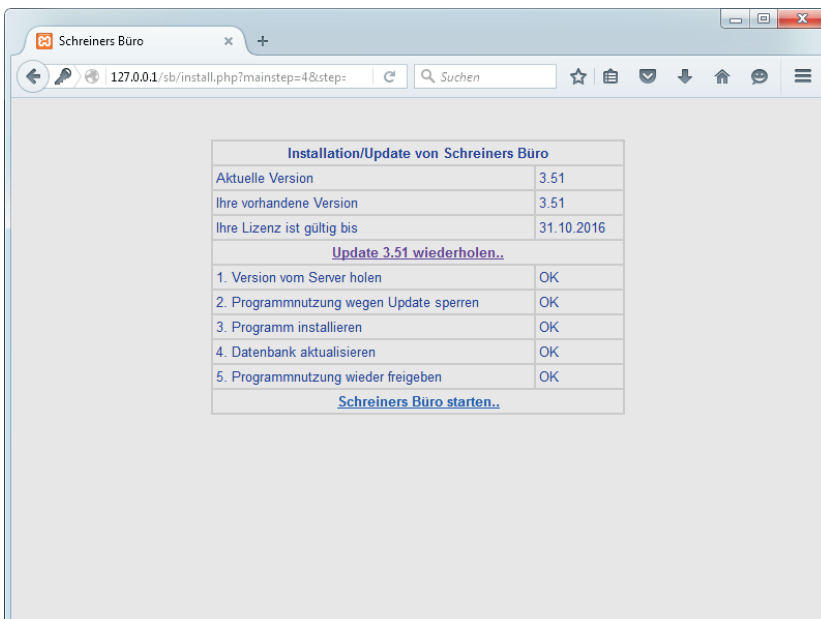 Schreiners Büro
127.0.0.1/sb/install.php?mainstep=4&step=
Suchen
Installation/Update von Schreiners Büro
Aktuelle Version 3.51
Ihre vorhandene Version 3.51
Ihre Lizenz ist gültig bis 31.10.2016
Update 3.51 wiederholen..
1. Version vom Server holen OK
2. Programmnutzung wegen Update sperren OK
3. Programm installieren OK
4. Datenbank aktualisieren OK
5. Programmnutzung wieder freigeben OK
Schreiners Büro starten..